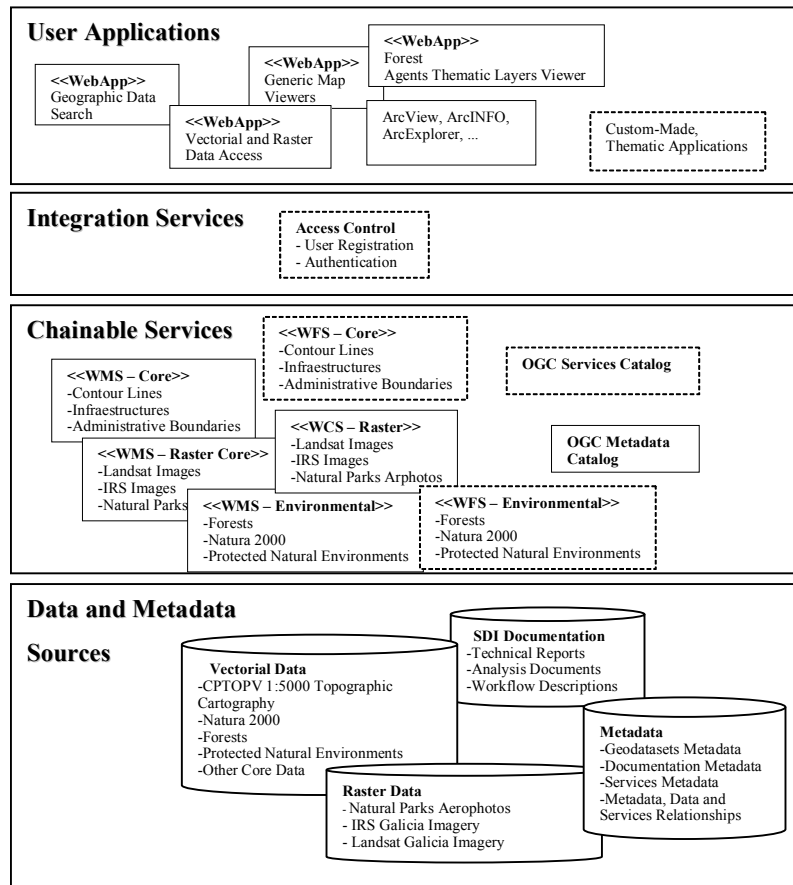 User Applications
<<WebApp>>
Geographic Data
Search
<<WebApp>>
Vectorial and Raster
Data Access
<<WebApp>>
Generic Map
Viewers
<<WebApp>>
Forest
Agents Thematic Layers Viewer
ArcView, ArcINFO,
ArcExplorer, ...
Custom-Made,
Thematic Applications
Integration Services
Access Control
- User Registration
- Authentication
Chainable Services
<<WMS – Core>>
-Contour Lines
-Infraestructures
-Administrative Boundaries
<<WFS – Core>>
-Contour Lines
-Infraestructures
-Administrative Boundaries
OGC Services Catalog
<<WMS – Raster Core>>
-Landsat Images
-IRS Images
-Natural Parks
<<WCS – Raster>>
-Landsat Images
-IRS Images
-Natural Parks Arphotos
OGC Metadata
Catalog
<<WMS – Environmental>>
-Forests
-Natura 2000
-Protected Natural Environments
<<WFS – Environmental>>
-Forests
-Natura 2000
-Protected Natural Environments
Data and Metadata
Sources
Vectorial Data
-CPTOPV 1:5000 Topographic
Cartography
-Natura 2000
-Forests
-Protected Natural Environments
-Other Core Data
SDI Documentation
-Technical Reports
-Analysis Documents
-Workflow Descriptions
Raster Data
- Natural Parks Aerophotos
- IRS Galicia Imagery
- Landsat Galicia Imagery
Metadata
-Geodatasets Metadata
-Documentation Metadata
-Services Metadata
-Metadata, Data and
Services Relationships